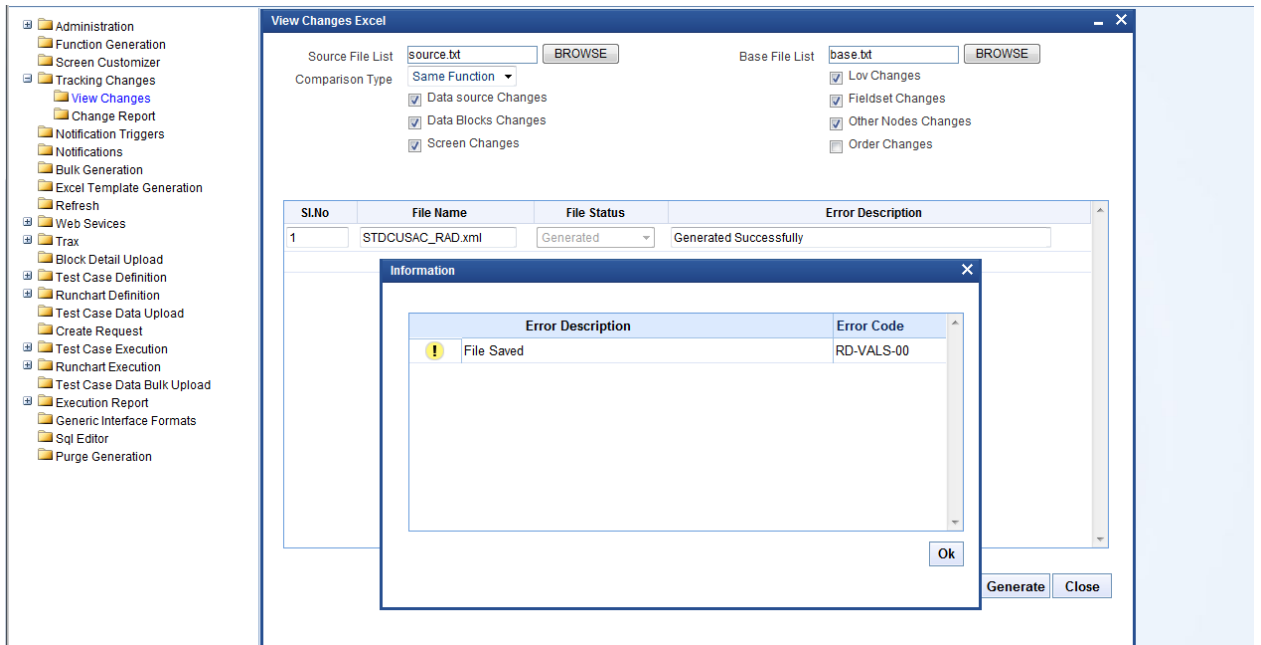 Administration
Function Generation
Screen Customizer
Tracking Changes
View Changes
Change Report
Notification Triggers
Notifications
Bulk Generation
Excel Template Generation
Refresh
Web Sevices
Trax
Block Detail Upload
Test Case Definition
Runchart Definition
Test Case Data Upload
Create Request
Test Case Execution
Runchart Execution
Test Case Data Bulk Upload
Execution Report
Generic Interface Formats
Sql Editor
Purge Generation
View Changes Excel
Source File List source.txt BROWSE Base File List base.txt BROWSE
Comparison Type Same Function Lov Changes
Data source Changes Fieldset Changes
Data Blocks Changes Other Nodes Changes
Screen Changes Order Changes
Sl.No File Name File Status Error Description
1 STDCUSAC_RAD.xml Generated Generated Successfully
Information
Error Description Error Code
File Saved RD-VALS-00
Ok
Generate Close